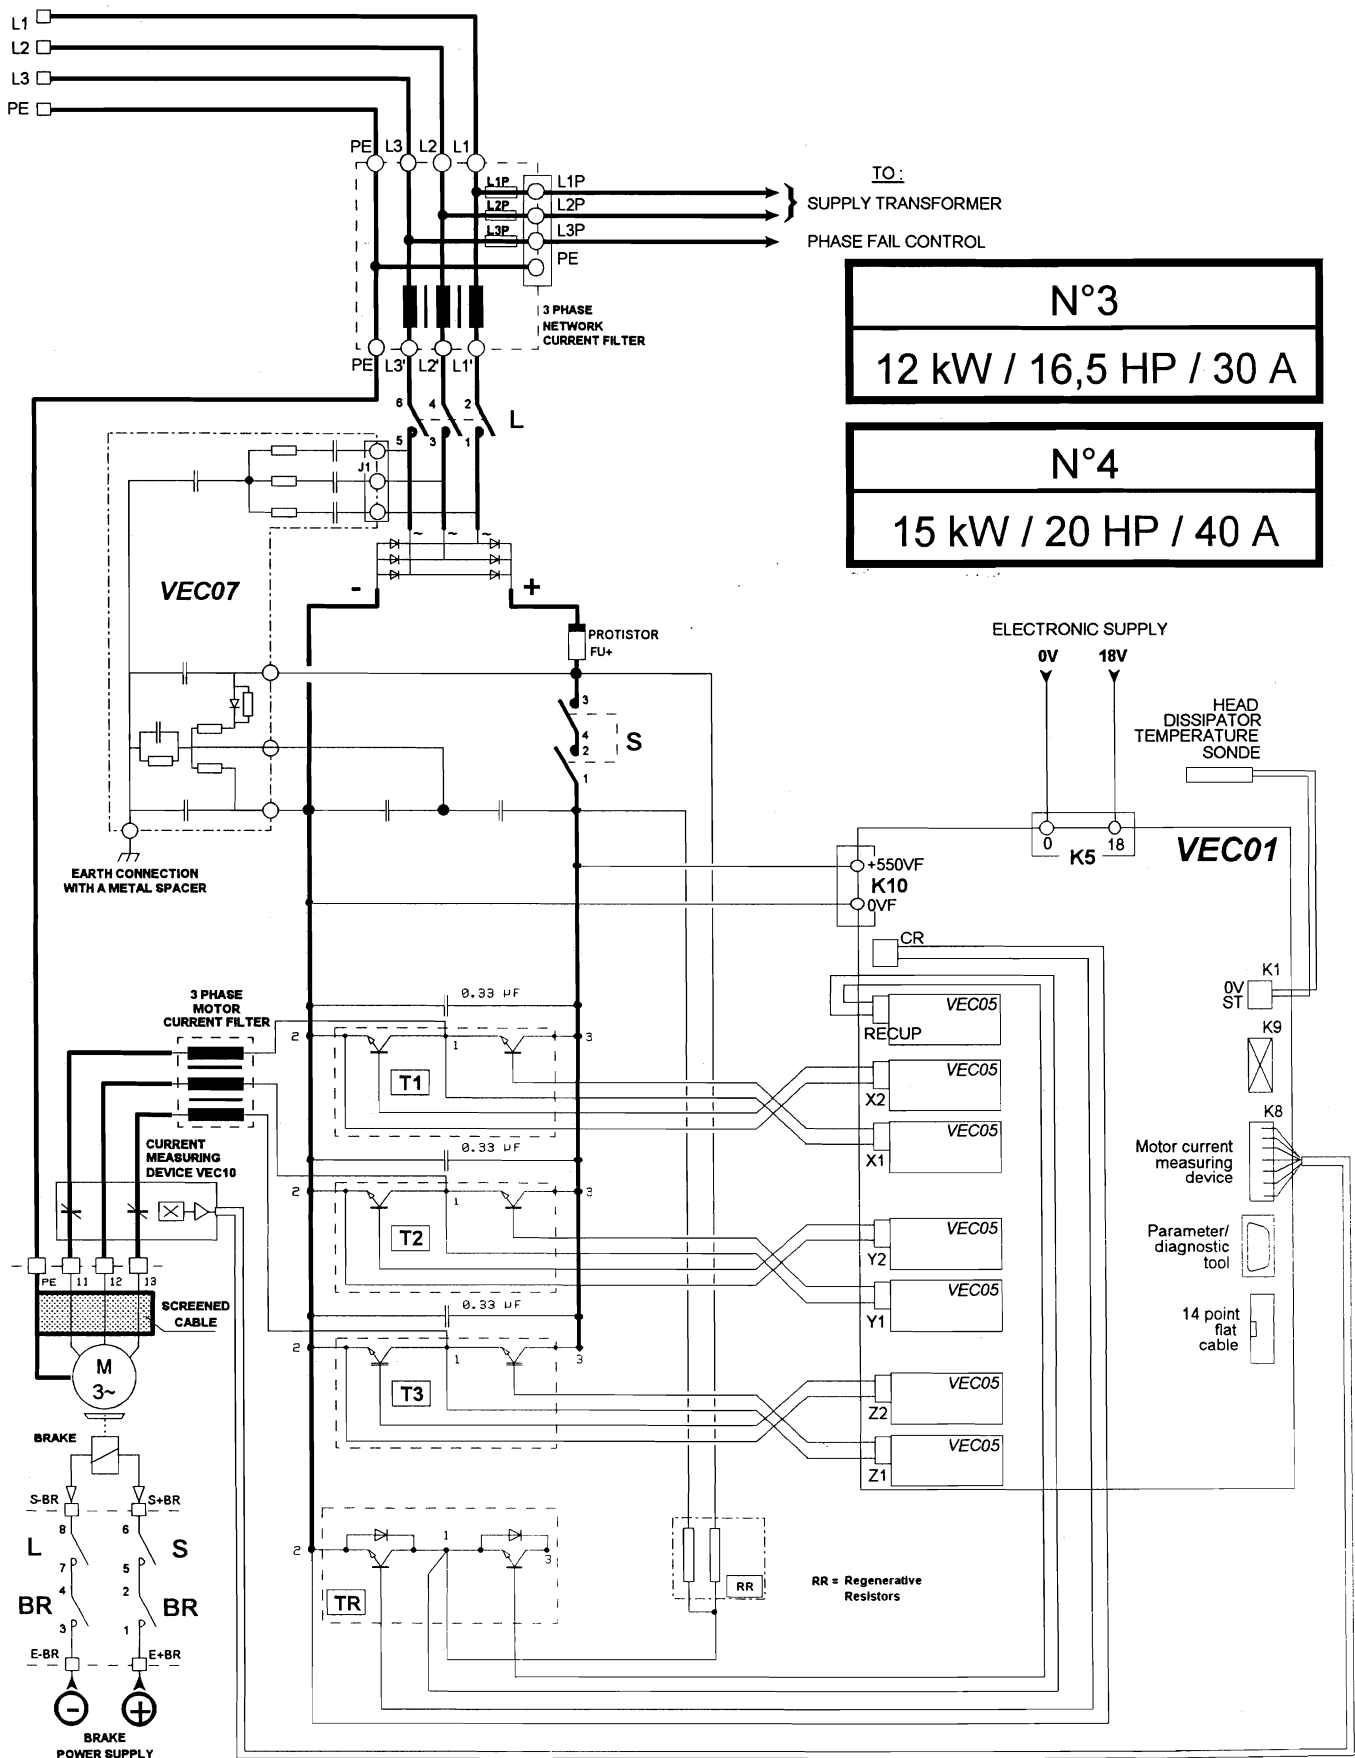 L1
L2
L3
PE
PE L3 L2 L1
L1P L1P
L2P L2P
L3P L3P
PE
TO :
SUPPLY TRANSFORMER
PHASE FAIL CONTROL
3 PHASE
NETWORK
CURRENT FILTER
PE L3' L2' L1'
N°3
12 kW / 16,5 HP / 30 A
N°4
15 kW / 20 HP / 40 A
6 4 2
L
5 3 1
J1
~ ~ ~
VEC07
- +
PROTISTOR
FU+
3
4
2
S
1
EARTH CONNECTION
WITH A METAL SPACER
ELECTRONIC SUPPLY
0V 18V
HEAD
DISSIPATOR
TEMPERATURE
SONDE
0 18
K5
VEC01
+550VF
K10
0VF
CR
K1
0V
ST
K9
K8
Motor current
measuring
device
Parameter/
diagnostic
tool
14 point
flat
cable
VEC05
RECUP
VEC05
X2
VEC05
X1
VEC05
Y2
VEC05
Y1
VEC05
Z2
VEC05
Z1
3 PHASE
MOTOR
CURRENT FILTER
0.33 µF
2 1 3
T1
0.33 µF
2 1 3
T2
0.33 µF
2 1 3
T3
CURRENT
MEASURING
DEVICE VEC10
PE 11 12 13
SCREENED
CABLE
M
3~
BRAKE
S-BR S+BR
8 6
L S
7 5
4 2
BR BR
3 1
E-BR E+BR
- +
BRAKE
POWER SUPPLY
2 1 3
TR
RR
RR = Regenerative
Resistors